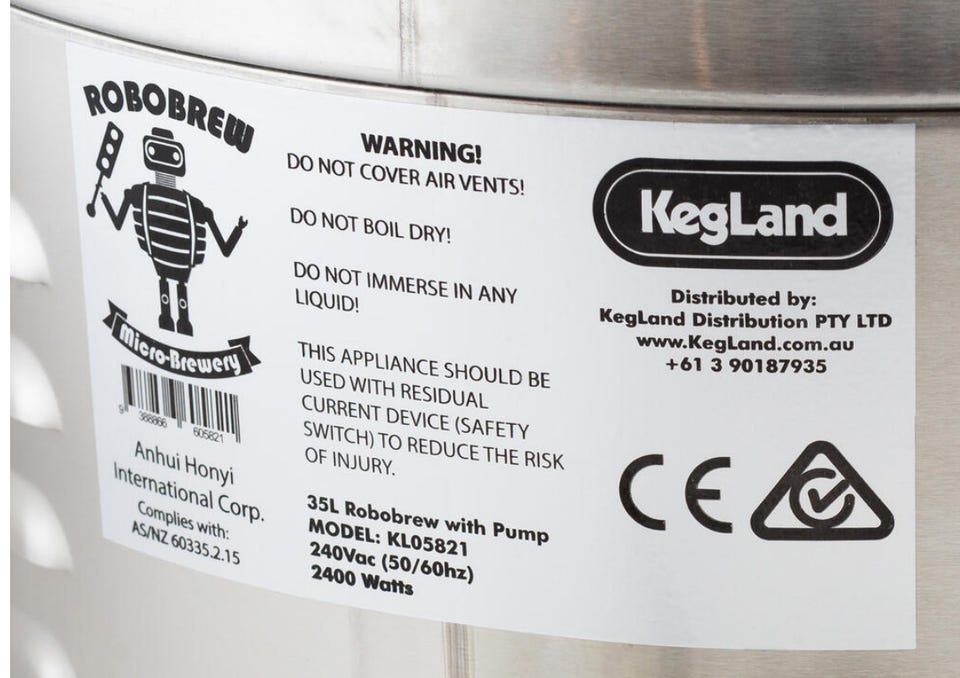 ROBOBREW
Micro-Brewery
9 388866 605821
Anhui Honyi
International Corp.
Complies with:
AS/NZ 60335.2.15
WARNING!
DO NOT COVER AIR VENTS!
DO NOT BOIL DRY!
DO NOT IMMERSE IN ANY
LIQUID!
THIS APPLIANCE SHOULD BE
USED WITH RESIDUAL
CURRENT DEVICE (SAFETY
SWITCH) TO REDUCE THE RISK
OF INJURY.
35L Robobrew with Pump
MODEL: KL05821
240Vac (50/60hz)
2400 Watts
KegLand
Distributed by:
KegLand Distribution PTY LTD
www.KegLand.com.au
+61 3 90187935
CE